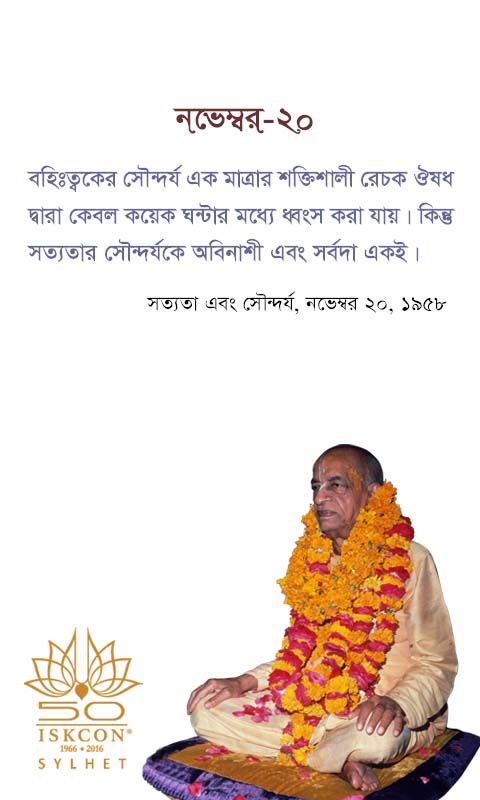 নভেম্বর-২০
বহিঃত্বকের সৌন্দর্য এক মাত্রার শক্তিশালী রেচক ঔষধ
দ্বারা কেবল কয়েক ঘন্টার মধ্যে ধ্বংস করা যায়। কিন্তু
সত্যতার সৌন্দর্যকে অবিনাশী এবং সর্বদা একই।
সত্যতা এবং সৌন্দর্য, নভেম্বর ২০, ১৯৫৮
50
ISKCON®
1966 • 2016
SYLHET